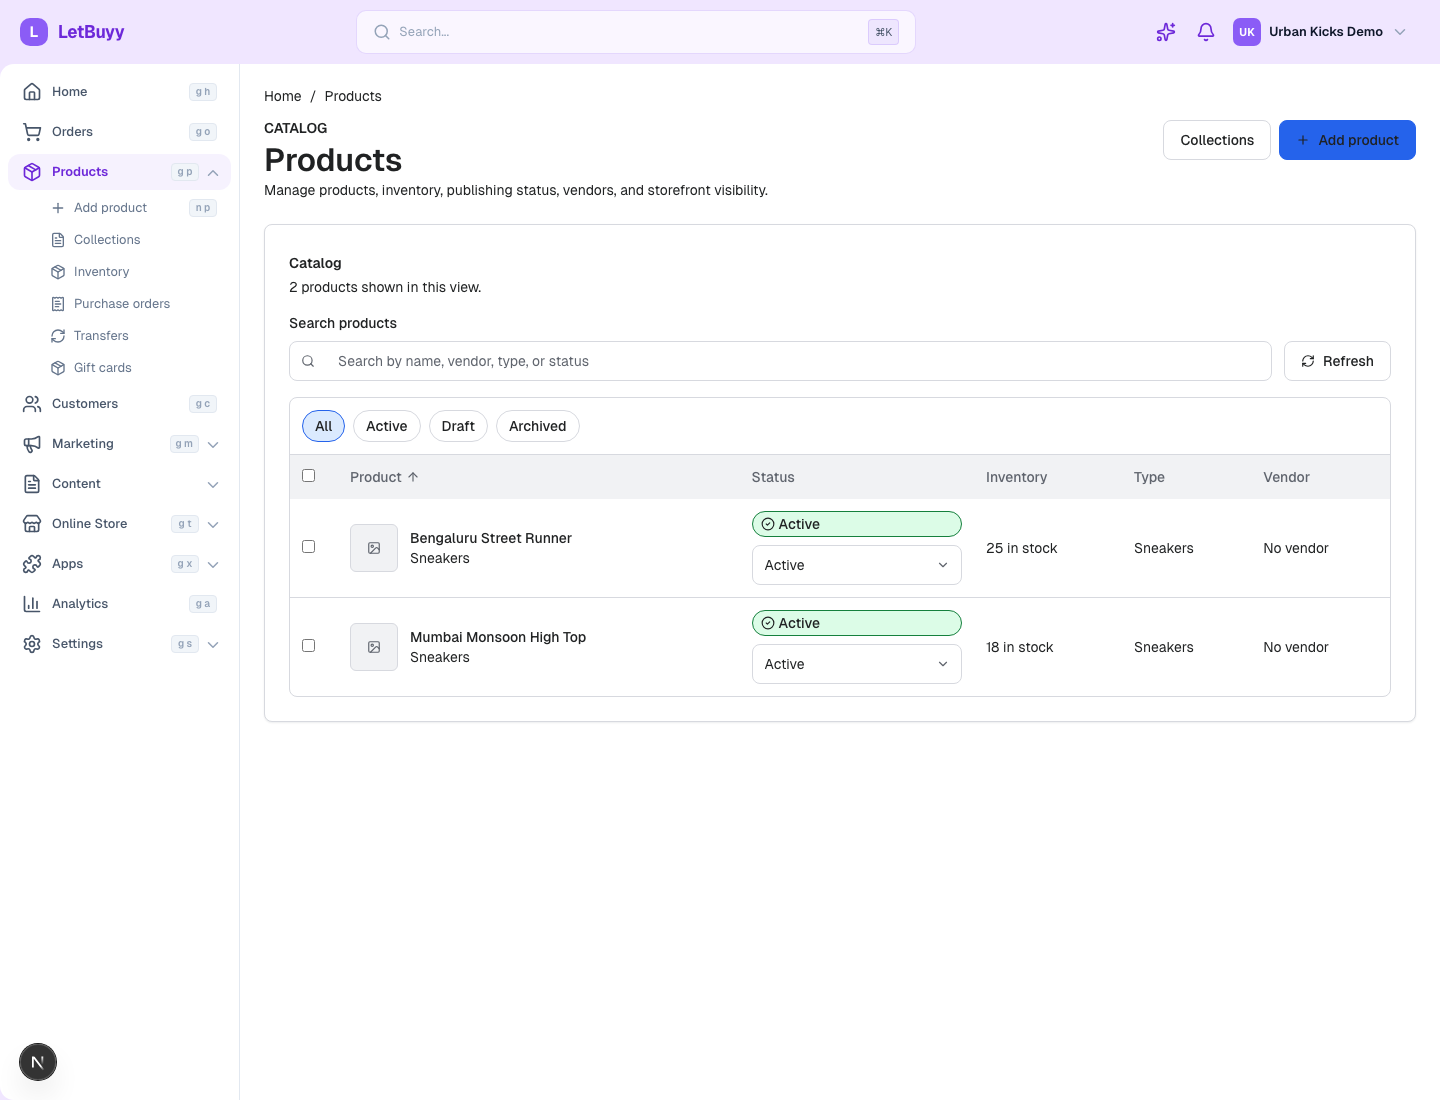 L LetBuyy
Search...
⌘K
UK Urban Kicks Demo
Home g h
Orders g o
Products g p
Add product n p
Collections
Inventory
Purchase orders
Transfers
Gift cards
Customers g c
Marketing g m
Content
Online Store g t
Apps g x
Analytics g a
Settings g s
N
Home / Products
CATALOG
Products
Manage products, inventory, publishing status, vendors, and storefront visibility.
Collections
+ Add product
Catalog
2 products shown in this view.
Search products
Search by name, vendor, type, or status
Refresh
All Active Draft Archived
Product ↑ Status Inventory Type Vendor
Bengaluru Street Runner
Sneakers
Active
Active
25 in stock
Sneakers
No vendor
Mumbai Monsoon High Top
Sneakers
Active
Active
18 in stock
Sneakers
No vendor